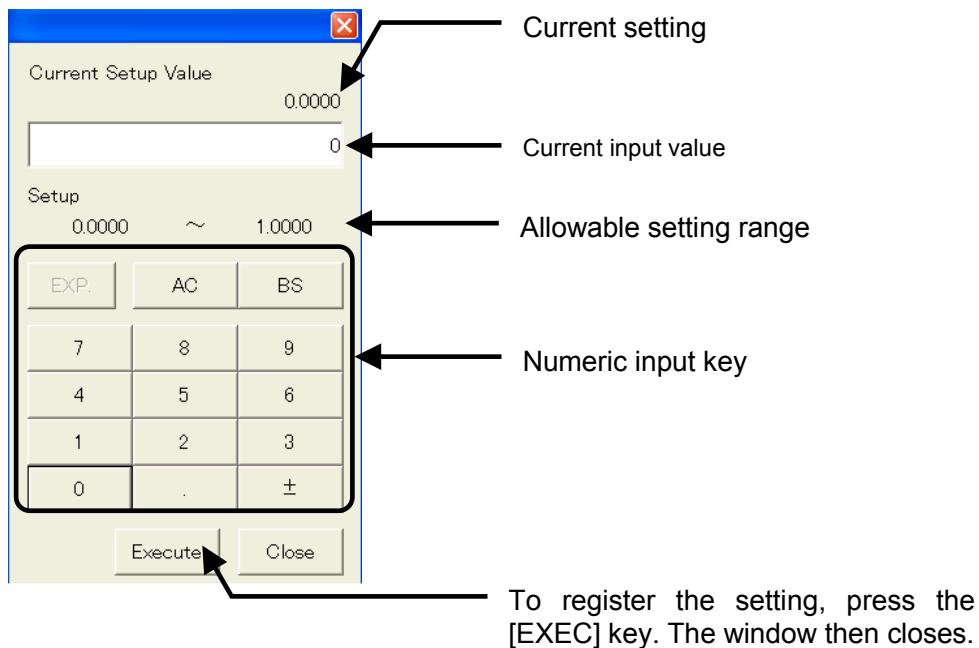 Current setting
Current Setup Value
0.0000
0
Current input value
Setup
0.0000 ～ 1.0000
Allowable setting range
EXP. AC BS
7 8 9
Numeric input key
4 5 6
1 2 3
0 . ±
Execute Close
To register the setting, press the
[EXEC] key. The window then closes.